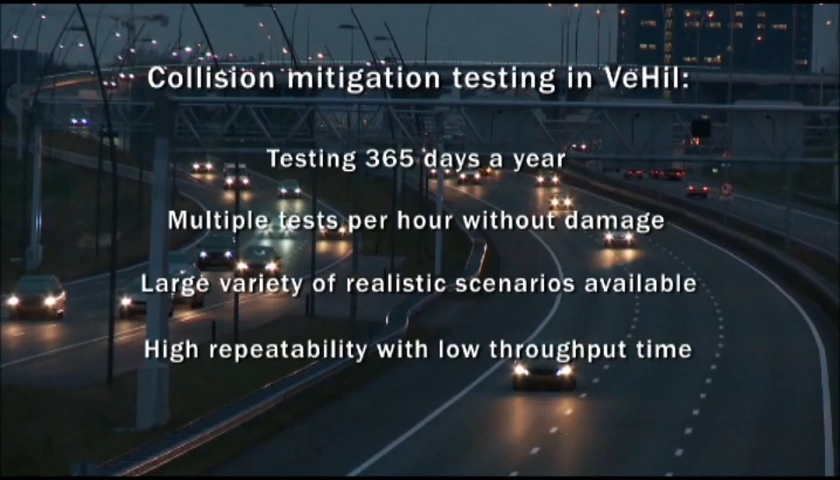 Collision mitigation testing in VeHil:
Testing 365 days a year
Multiple tests per hour without damage
Large variety of realistic scenarios available
High repeatability with low throughput time